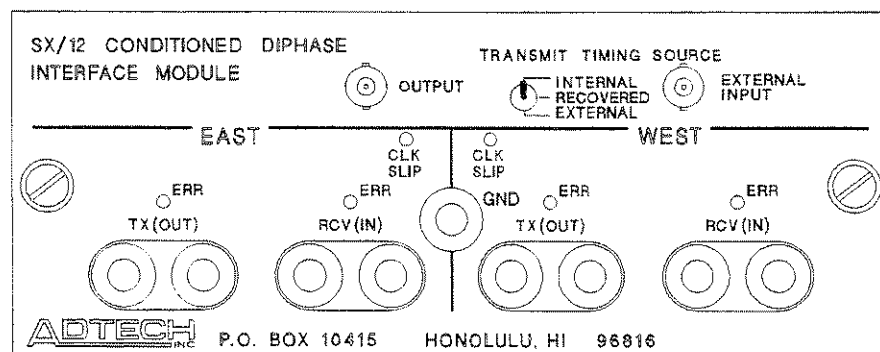 SX/12 CONDITIONED DIPHASE
INTERFACE MODULE
OUTPUT
TRANSMIT TIMING SOURCE
INTERNAL
RECOVERED
EXTERNAL
EXTERNAL
INPUT
EAST
WEST
CLK
SLIP
CLK
SLIP
ERR
TX(OUT)
ERR
RCV(IN)
GND
ERR
TX(OUT)
ERR
RCV(IN)
ADTECH INC
P.O. BOX 10415 HONOLULU, HI 96816